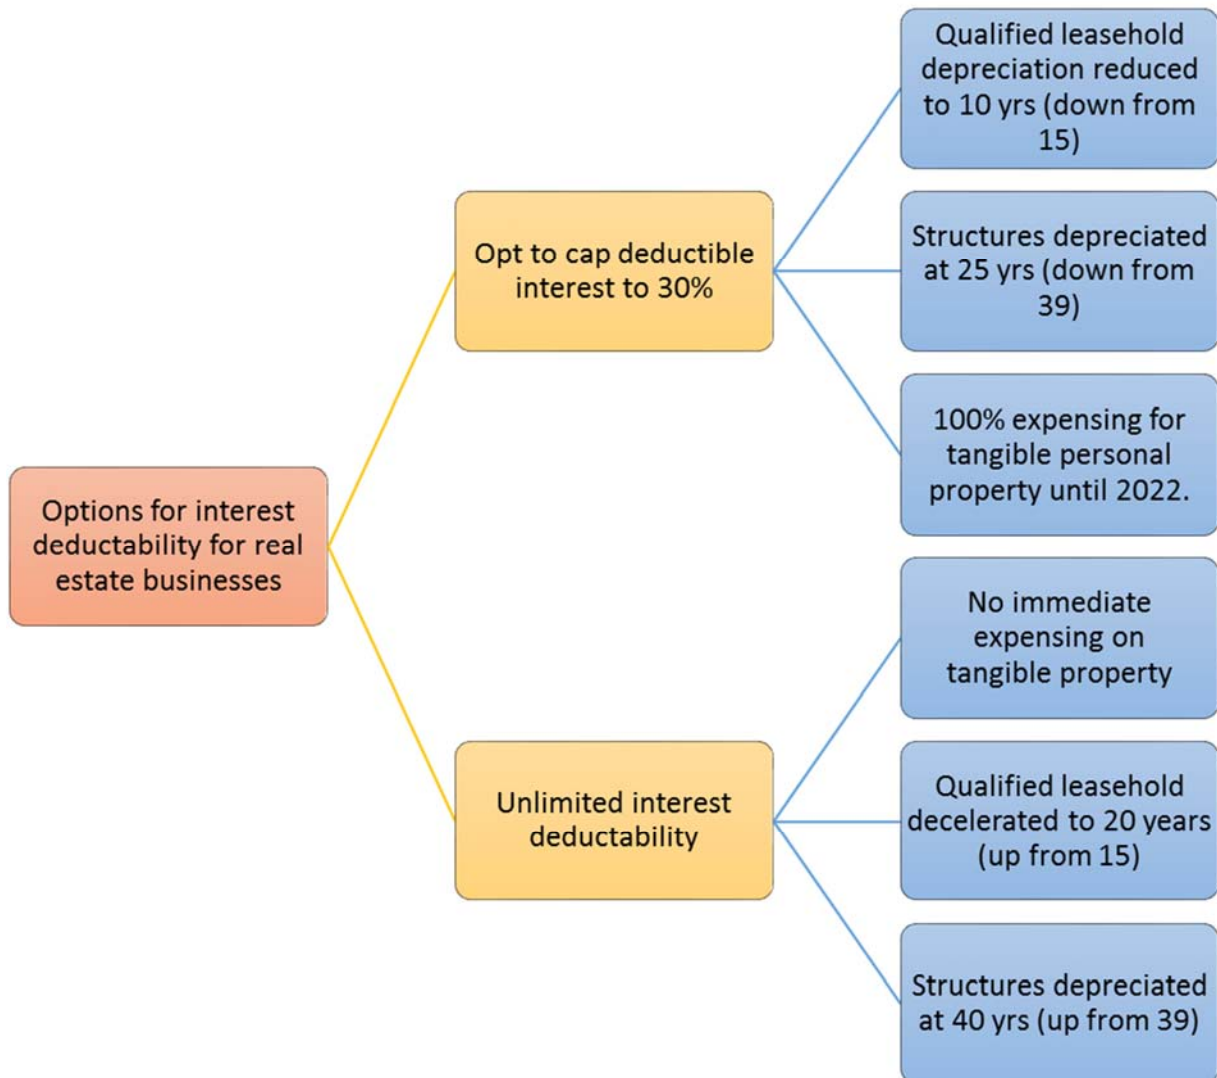 Options for interest
deductability for real
estate businesses
Opt to cap deductible
interest to 30%
Qualified leasehold
depreciation reduced
to 10 yrs (down from
15)
Structures depreciated
at 25 yrs (down from
39)
100% expensing for
tangible personal
property until 2022.
Unlimited interest
deductability
No immediate
expensing on
tangible property
Qualified leasehold
decelerated to 20 years
(up from 15)
Structures depreciated
at 40 yrs (up from 39)